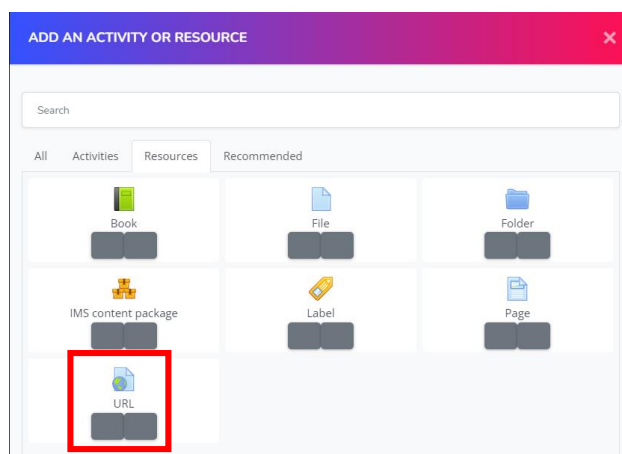 ADD AN ACTIVITY OR RESOURCE
Search
All Activities Resources Recommended
Book File Folder
IMS content package Label Page
URL